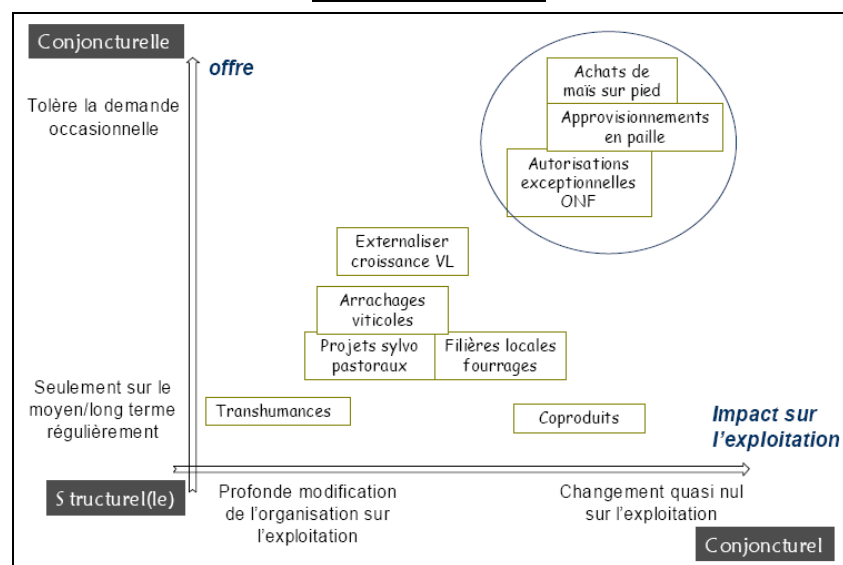 Conjoncturelle
offre
Tolère la demande
occasionnelle
Achats de
maïs sur pied
Approvisionnements
en paille
Autorisations
exceptionnelles
ONF
Externaliser
croissance VL
Arrachages
viticoles
Projets sylvo
pastoraux
Filières locales
fourrages
Seulement sur le
moyen/long terme
régulièrement
Transhumances
Coproduits
Impact sur
l'exploitation
Structurel(le)
Profonde modification
de l'organisation sur
l'exploitation
Changement quasi nul
sur l'exploitation
Conjoncturel